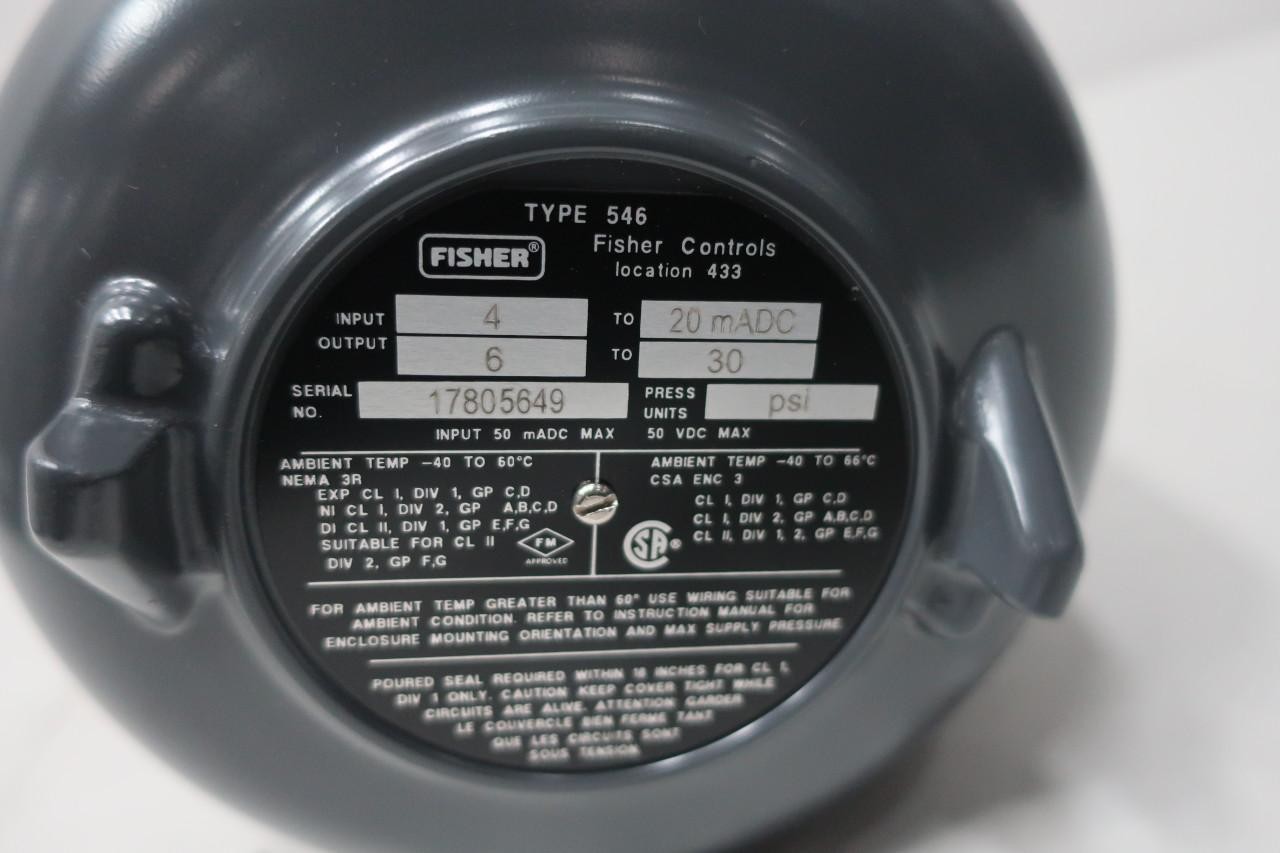 TYPE 546
FISHER® Fisher Controls
location 433
INPUT 4 TO 20 mADC
OUTPUT 6 TO 30
SERIAL NO. 17805649 PRESS UNITS psi
INPUT 50 mADC MAX 50 VDC MAX
AMBIENT TEMP -40 TO 60°C
NEMA 3R
EXP CL I, DIV 1, GP C,D
NI CL I, DIV 2, GP A,B,C,D
DI CL II, DIV 1, GP E,F,G
SUITABLE FOR CL II
DIV 2, GP F,G
FM
APPROVED
AMBIENT TEMP -40 TO 66°C
CSA ENC 3
CL I, DIV 1, GP C,D
CL I, DIV 2, GP A,B,C,D
CL II, DIV 1, 2, GP E,F,G
SA®
FOR AMBIENT TEMP GREATER THAN 60° USE WIRING SUITABLE FOR
AMBIENT CONDITION. REFER TO INSTRUCTION MANUAL FOR
ENCLOSURE MOUNTING ORIENTATION AND MAX SUPPLY PRESSURE
POURED SEAL REQUIRED WITHIN 18 INCHES FOR CL I,
DIV 1 ONLY. CAUTION KEEP COVER TIGHT WHILE
CIRCUITS ARE ALIVE. ATTENTION GARDER
LE COUVERCLE BIEN FERME TANT
QUE LES CIRCUITS SONT
SOUS TENSION.